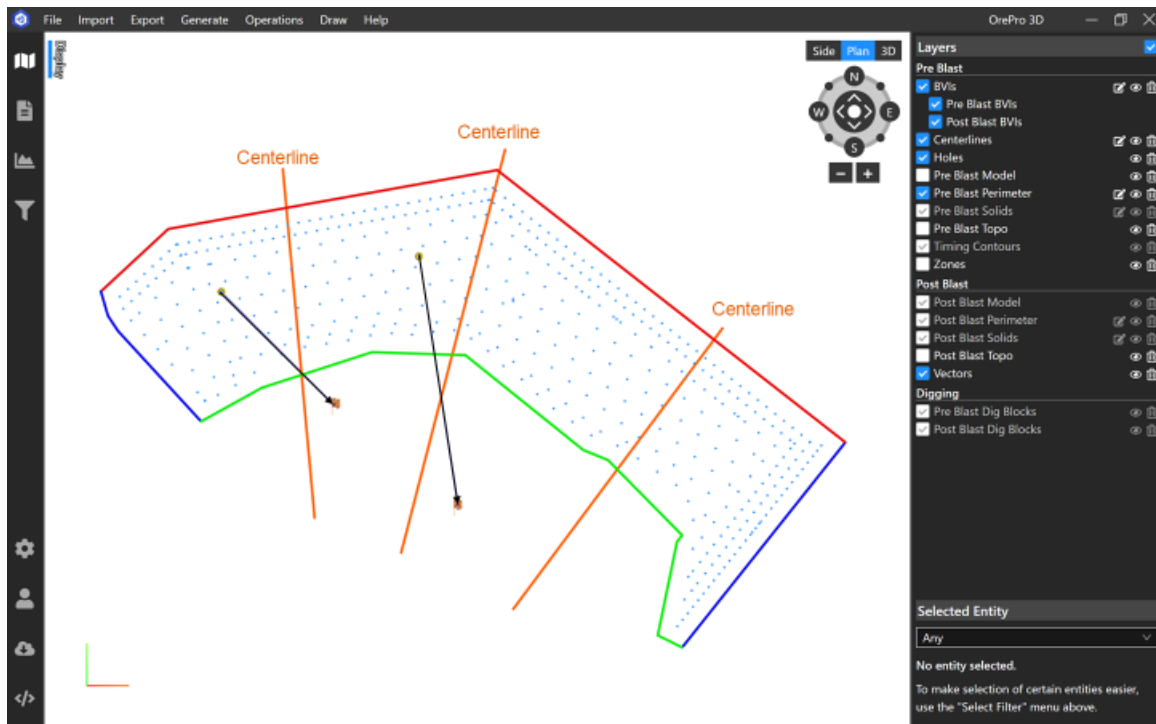 File Import Export Generate Operations Draw Help OrePro 3D
Display
Side Plan 3D
N
W E
S
Centerline
Centerline
Centerline
Layers
Pre Blast
BVIs
Pre Blast BVIs
Post Blast BVIs
Centerlines
Holes
Pre Blast Model
Pre Blast Perimeter
Pre Blast Solids
Pre Blast Topo
Timing Contours
Zones
Post Blast
Post Blast Model
Post Blast Perimeter
Post Blast Solids
Post Blast Topo
Vectors
Digging
Pre Blast Dig Blocks
Post Blast Dig Blocks
Selected Entity
Any
No entity selected.
To make selection of certain entities easier,
use the "Select Filter" menu above.